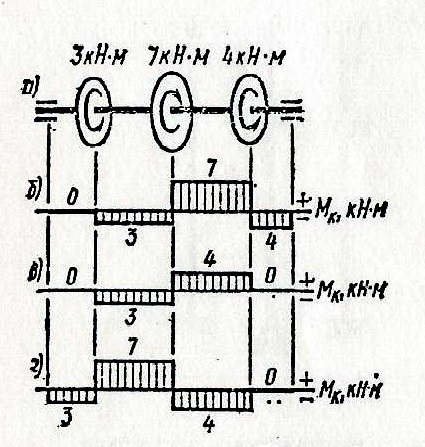 3кН·м 7кН·м 4кН·м
а)
7
б) 0 + Mк, кН·м
3 4 −
4
в) 0 0 + Mк, кН·м
3 −
7
г) 0 + Mк, кН·м
3 4 −